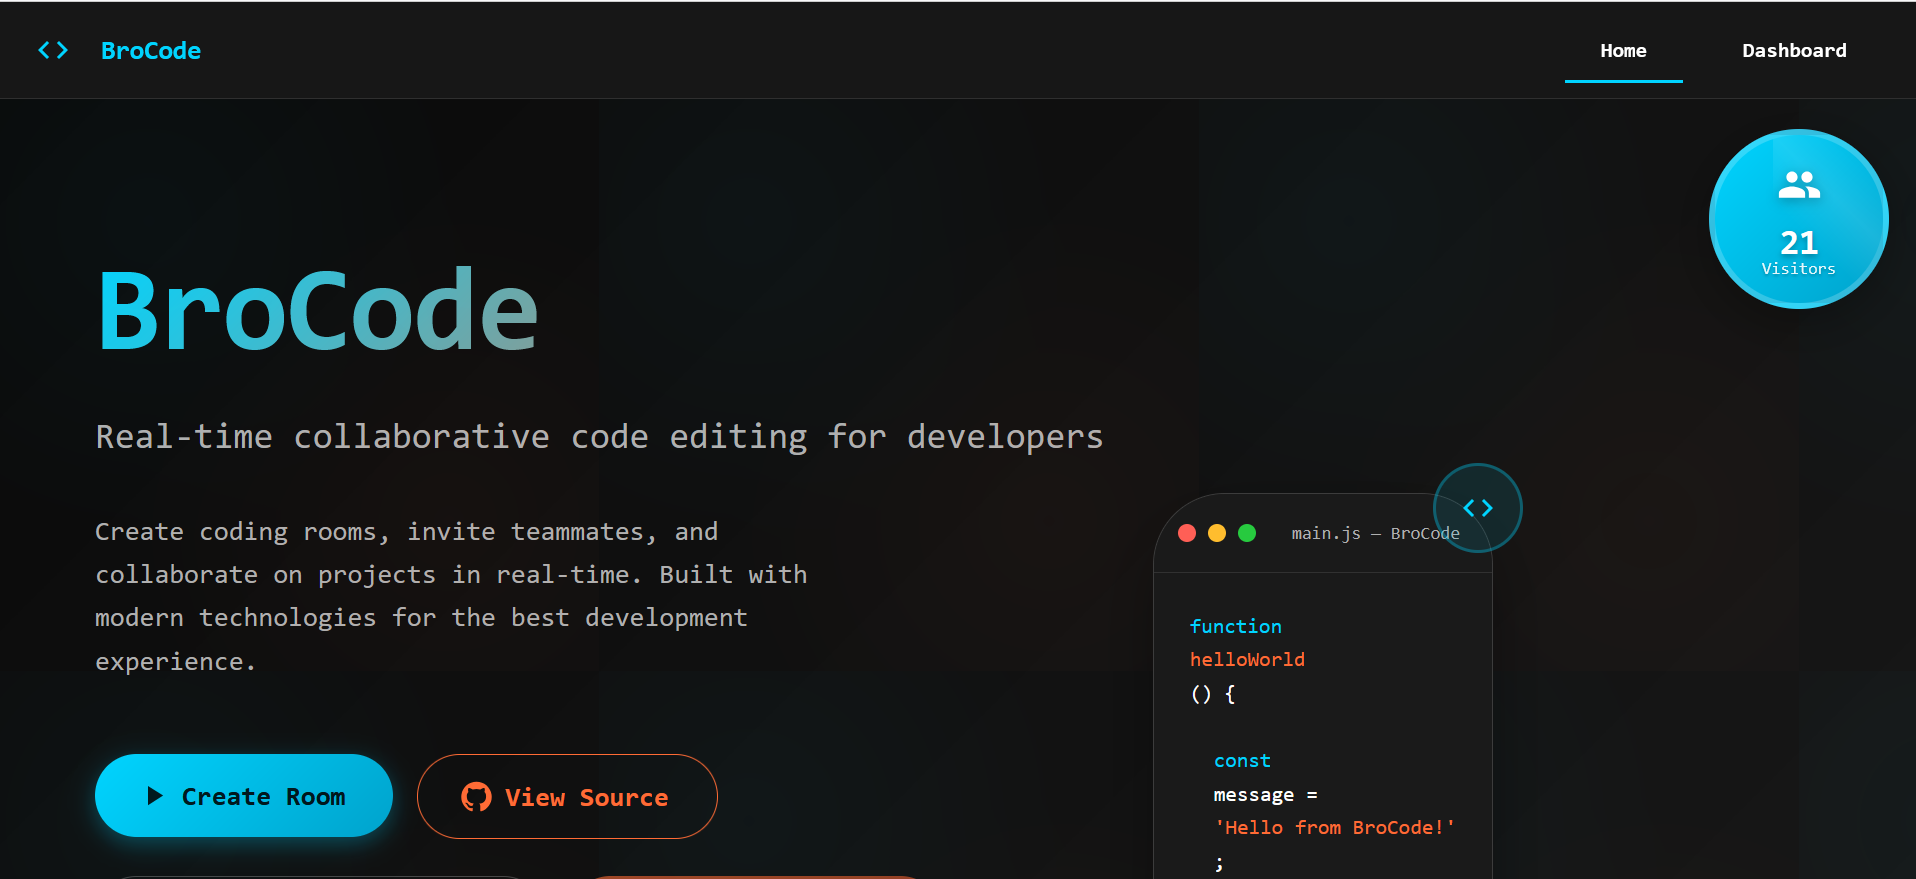 BroCode
Home
Dashboard
21
Visitors
BroCode
Real-time collaborative code editing for developers
Create coding rooms, invite teammates, and
collaborate on projects in real-time. Built with
modern technologies for the best development
experience.
Create Room
View Source
main.js — BroCode
function
helloWorld
() {
const
message =
'Hello from BroCode!'
;